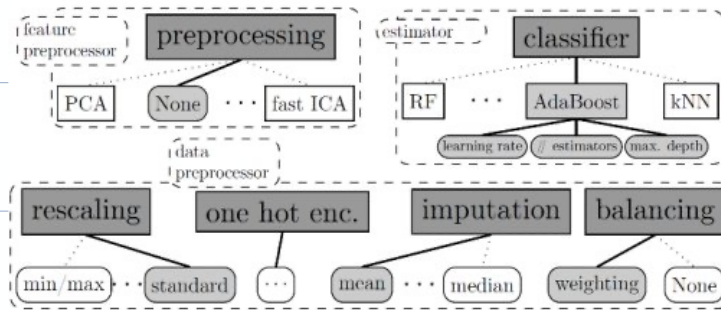 feature
preprocessor
preprocessing
PCA
None
···
fast ICA
estimator
classifier
RF
···
AdaBoost
kNN
learning rate
# estimators
max. depth
data
preprocessor
rescaling
one hot enc.
imputation
balancing
min/max
···
standard
···
mean
···
median
weighting
None